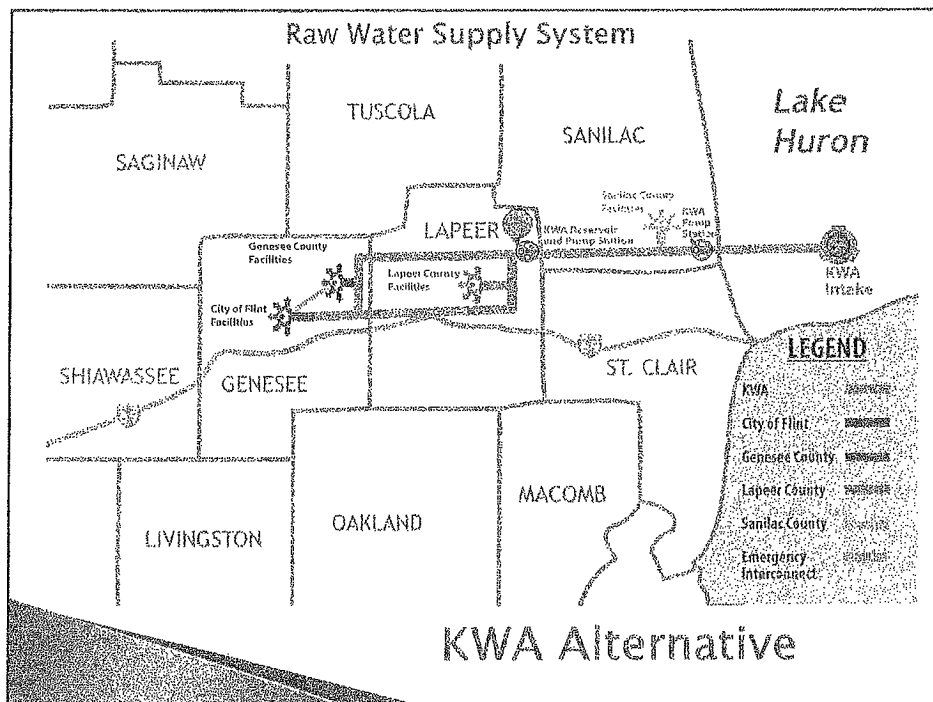 Raw Water Supply System
TUSCOLA
SANILAC
Lake
Huron
SAGINAW
Sanilac County
Facilities
KWA
Pump
Station
LAPEER
KWA Reservoir
and Pump Station
Genesee County
Facilities
Lapeer County
Facilities
KWA
Intake
City of Flint
Facilities
LEGEND
SHIAWASSEE
GENESEE
ST. CLAIR
KWA
City of Flint
Genesee County
Lapeer County
Sanilac County
Emergency
Interconnect
MACOMB
OAKLAND
LIVINGSTON
KWA Alternative